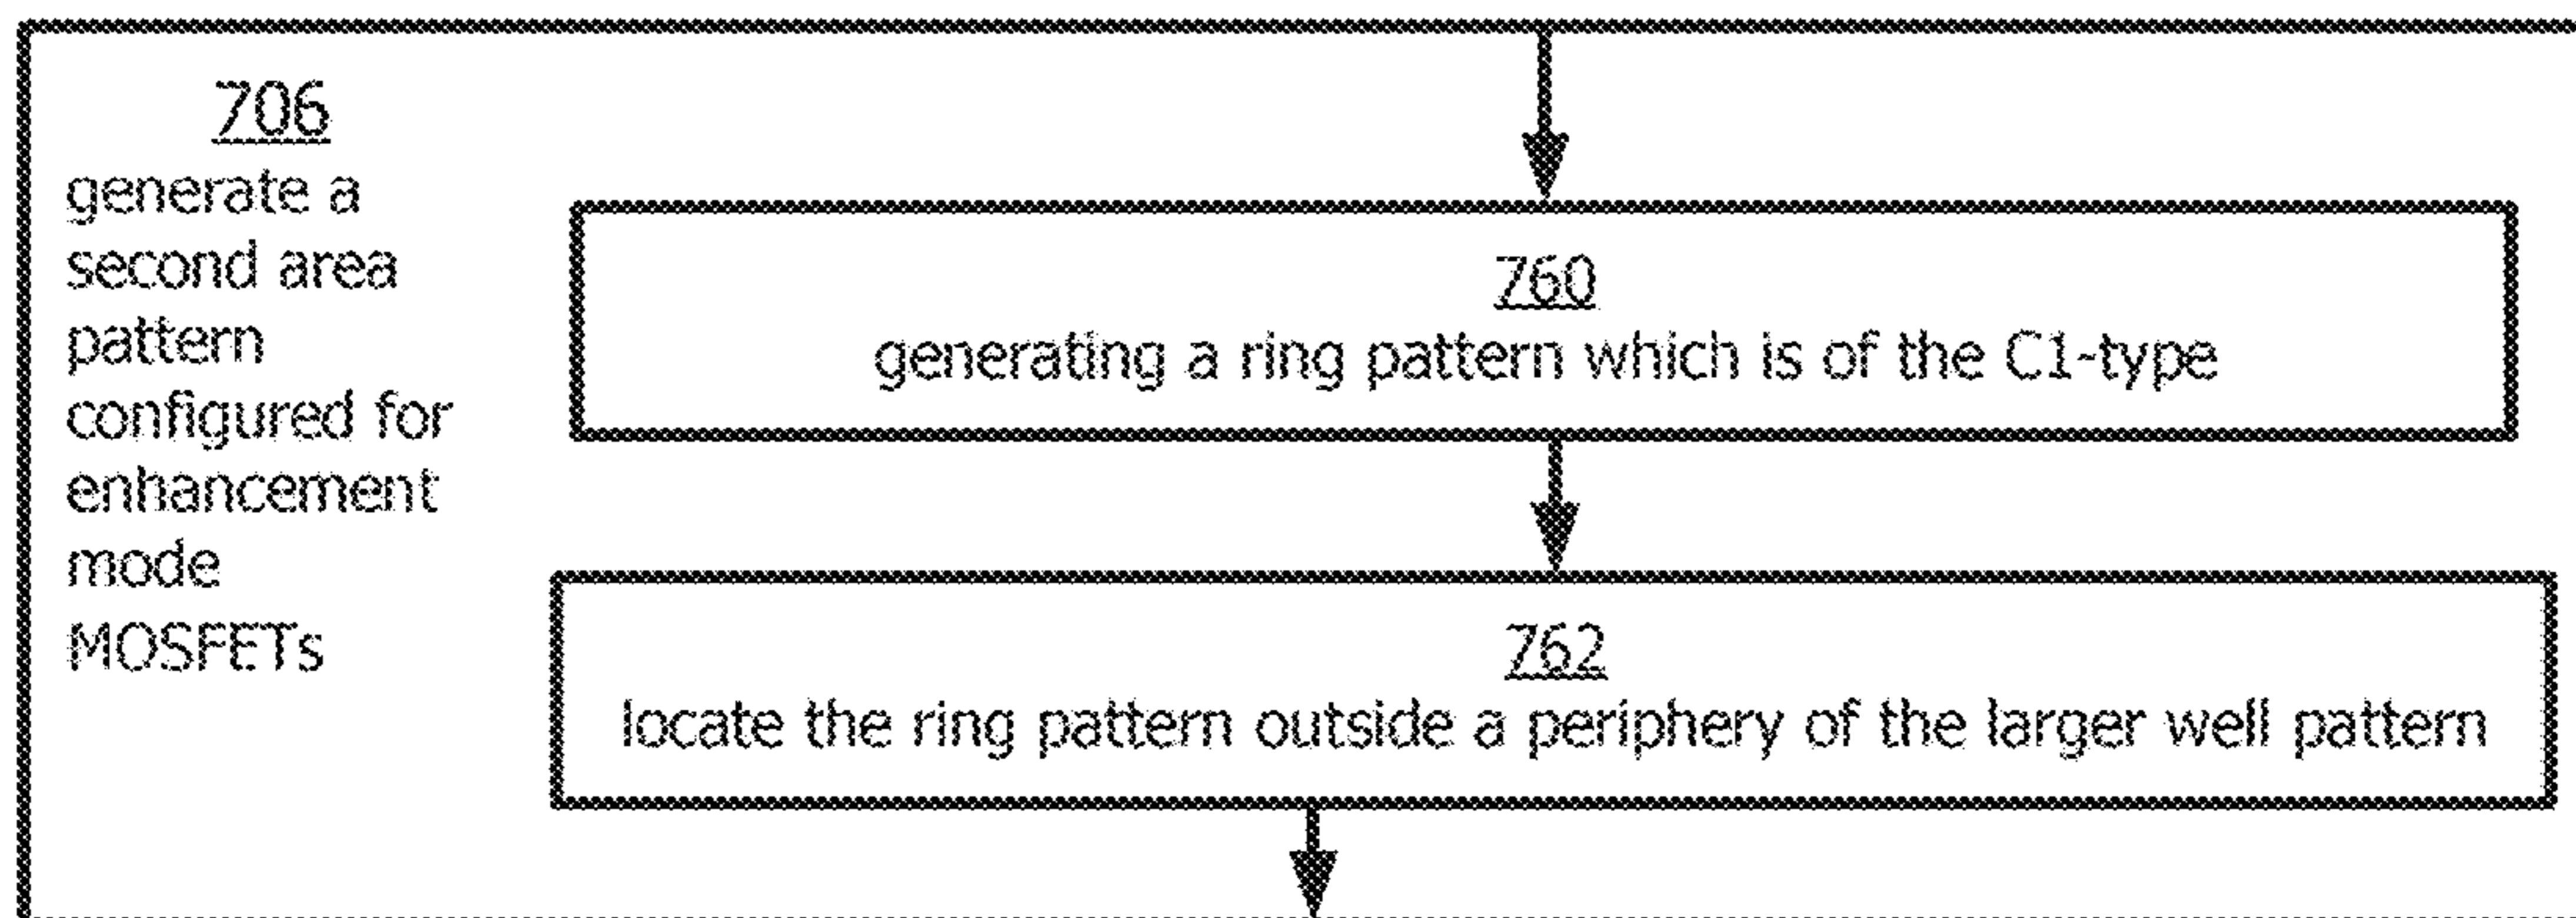 706
generate a
second area
pattern
configured for
enhancement
mode
MOSFETs
760
generating a ring pattern which is of the C1-type
762
locate the ring pattern outside a periphery of the larger well pattern